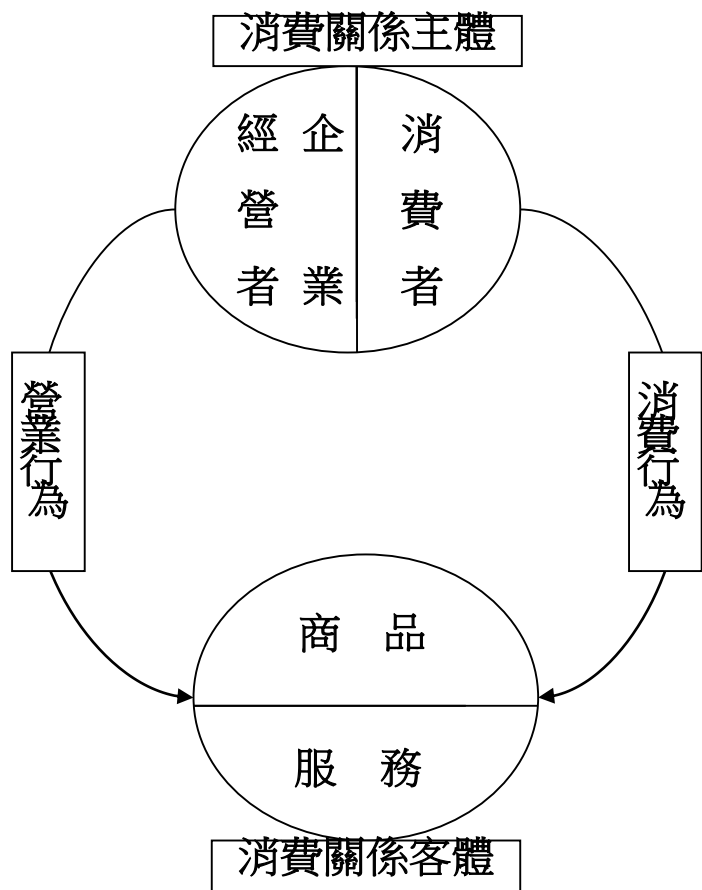 消費關係主體
企業
經營者
消費者
營業行為
消費行為
商品
服務
消費關係客體